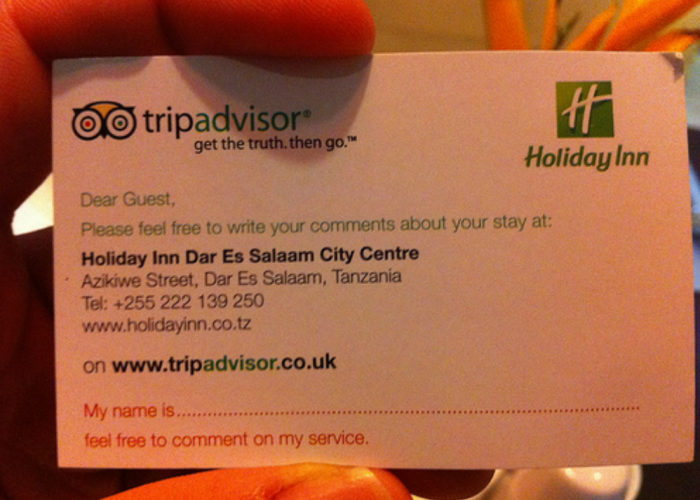 tripadvisor®
get the truth. then go.™
H
Holiday Inn
Dear Guest,
Please feel free to write your comments about your stay at:
Holiday Inn Dar Es Salaam City Centre
Azikiwe Street, Dar Es Salaam, Tanzania
Tel: +255 222 139 250
www.holidayinn.co.tz
on www.tripadvisor.co.uk
My name is..........................................................................................
feel free to comment on my service.